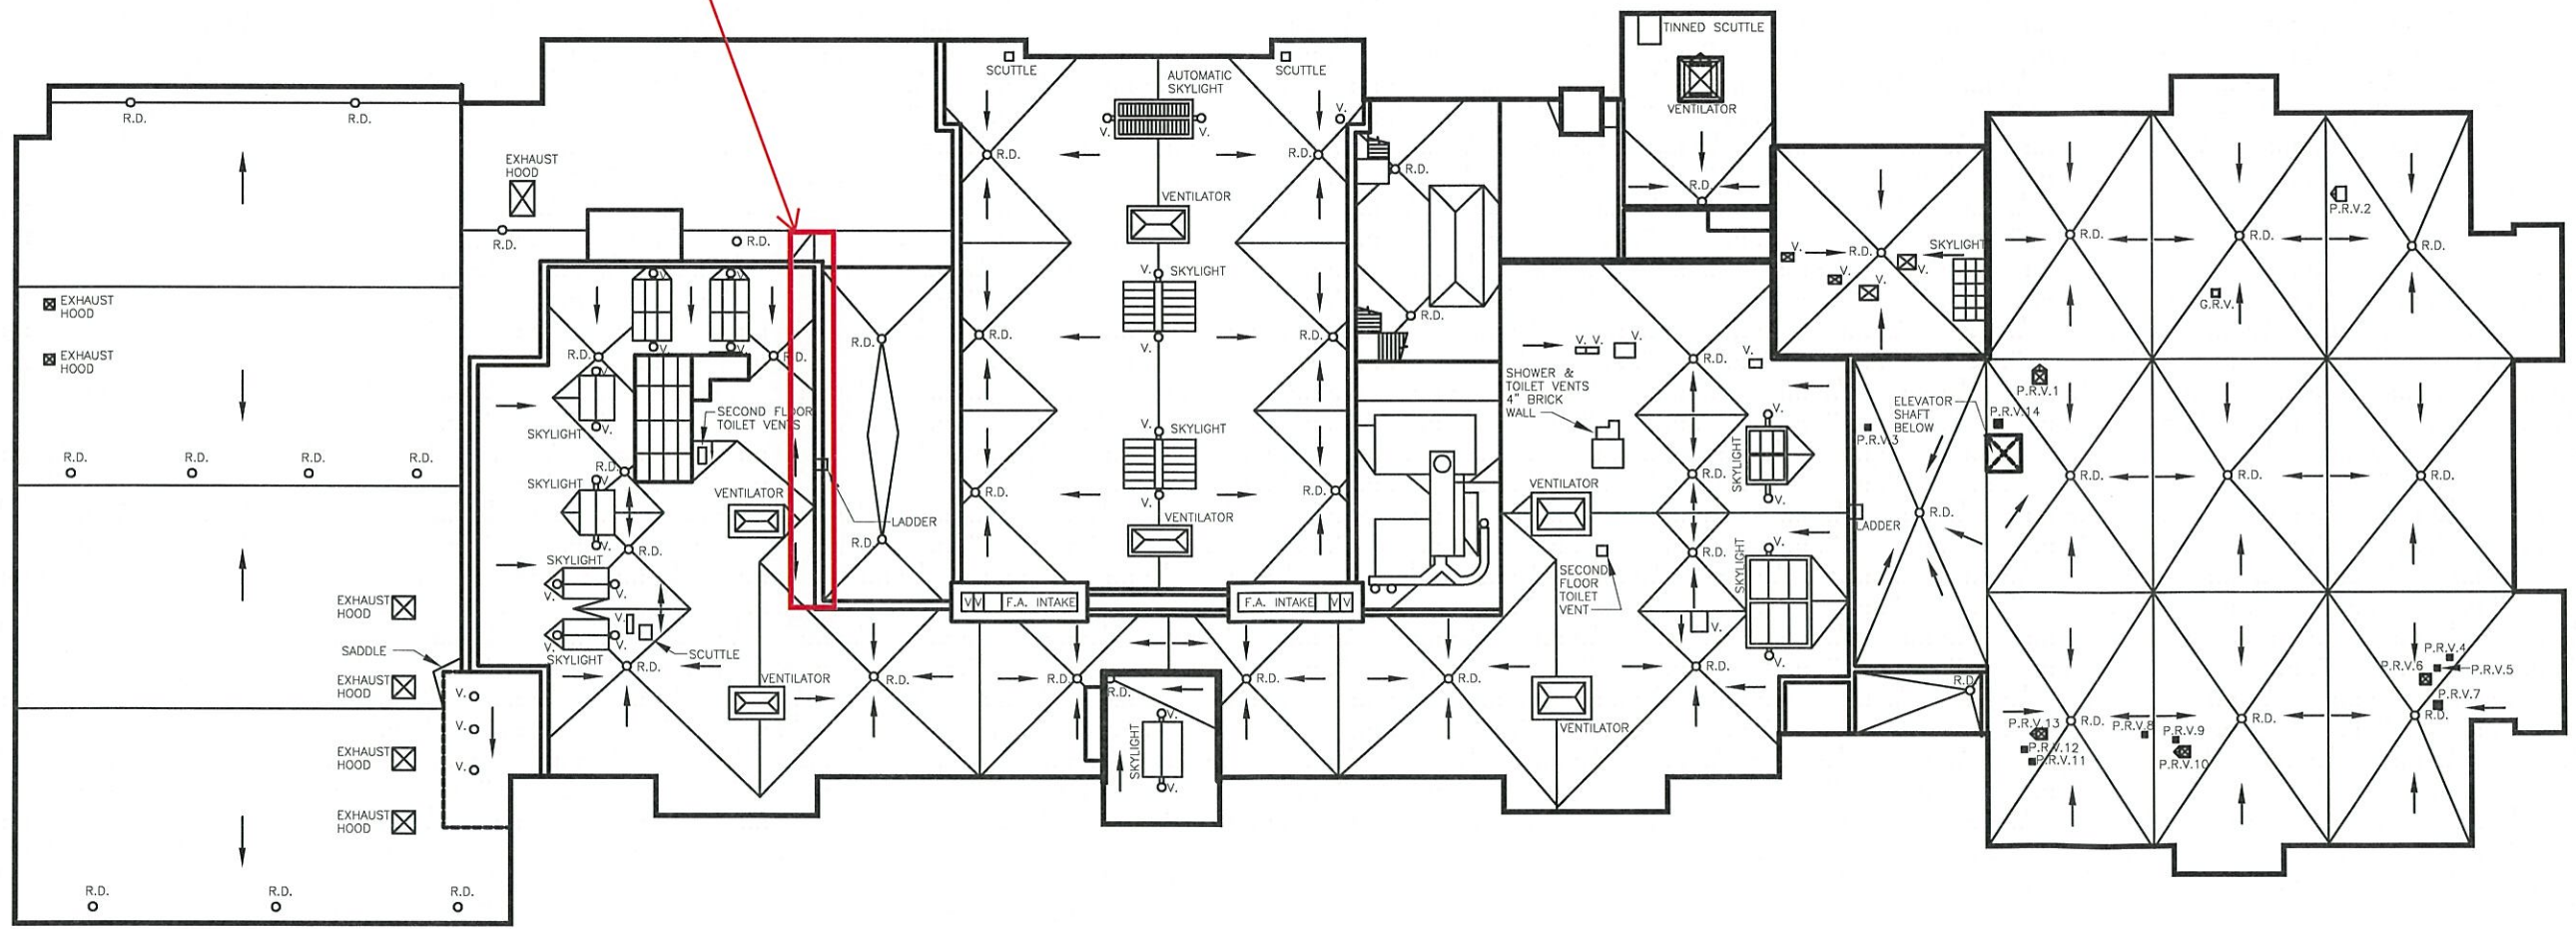 R.D.
R.D.
EXHAUST
HOOD
R.D.
R.D.
EXHAUST
HOOD
EXHAUST
HOOD
R.D.
R.D.
R.D.
R.D.
EXHAUST
HOOD
SADDLE
EXHAUST
HOOD
EXHAUST
HOOD
EXHAUST
HOOD
R.D.
R.D.
R.D.
V.
V.
V.
V.
V.
V.
V.
R.D.
R.D.
V.
V.
SKYLIGHT
SECOND FLOOR
TOILET VENTS
R.D.
V.
SKYLIGHT
V.
R.D.
VENTILATOR
LADDER
R.D.
R.D.
SKYLIGHT
V.
V.
V.
V.
V.
SKYLIGHT
SCUTTLE
R.D.
VENTILATOR
R.D.
SCUTTLE
SCUTTLE
AUTOMATIC
SKYLIGHT
V.
V.
V.
R.D.
R.D.
VENTILATOR
V.
SKYLIGHT
V.
R.D.
R.D.
V.
SKYLIGHT
V.
R.D.
R.D.
VENTILATOR
V V F.A. INTAKE
F.A. INTAKE V V
R.D.
R.D.
R.D.
V.
SKYLIGHT
V.
R.D.
R.D.
R.D.
TINNED SCUTTLE
VENTILATOR
R.D.
V. V.
V.
V.
R.D.
SHOWER &
TOILET VENTS
4" BRICK
WALL
V.
SKYLIGHT
V.
R.D.
VENTILATOR
R.D.
SECOND
FLOOR
TOILET
VENT
V.
SKYLIGHT
V.
V.
R.D.
VENTILATOR
V.
R.D.
SKYLIGHT
V.
V.
V.
ELEVATOR
SHAFT
BELOW
P.R.V.3
LADDER
R.D.
R.D.
R.D.
R.D.
P.R.V.2
R.D.
G.R.V.
P.R.V.1
P.R.V.14
R.D.
R.D.
R.D.
P.R.V.4
P.R.V.6
P.R.V.5
P.R.V.7
R.D.
R.D.
R.D.
P.R.V.13
P.R.V.8
P.R.V.9
P.R.V.12
P.R.V.11
P.R.V.10